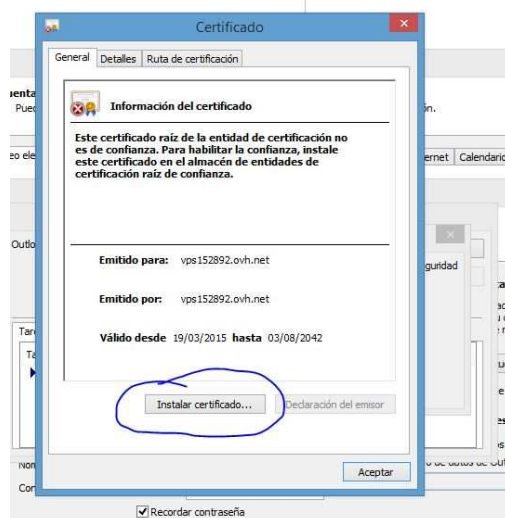 Certificado
General Detalles Ruta de certificación
Información del certificado
Este certificado raíz de la entidad de certificación no
es de confianza. Para habilitar la confianza, instale
este certificado en el almacén de entidades de
certificación raíz de confianza.
Emitido para: vps152892.ovh.net
Emitido por: vps152892.ovh.net
Válido desde 19/03/2015 hasta 03/08/2042
Instalar certificado... Declaración del emisor
Aceptar
Calendario
Recordar contraseña